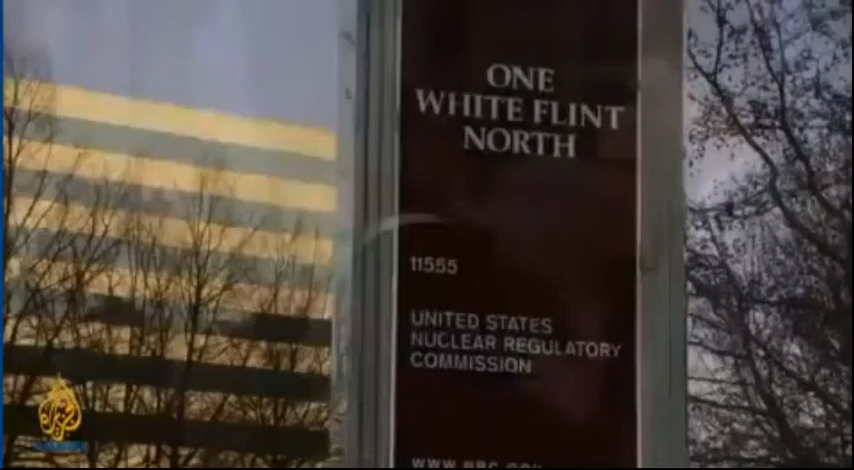 ONE
WHITE FLINT
NORTH
11555
UNITED STATES
NUCLEAR REGULATORY
COMMISSION